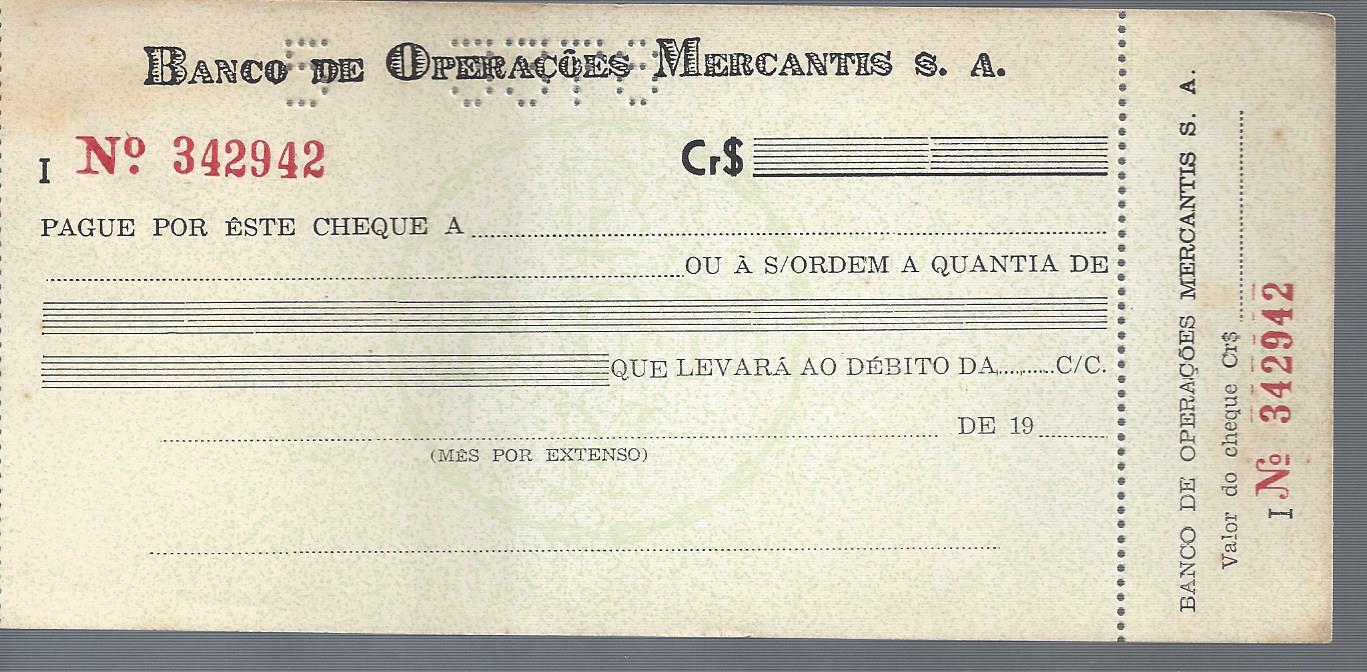 BANCO DE OPERAÇÕES MERCANTIS S. A.
I Nº 342942 Cr$
PAGUE POR ÊSTE CHEQUE A
OU À S/ORDEM A QUANTIA DE
QUE LEVARÁ AO DÉBITO DA..........C/C.
DE 19
(MÊS POR EXTENSO)
BANCO DE OPERAÇÕES MERCANTIS S. A.
Valor do cheque Cr$
I Nº 342942